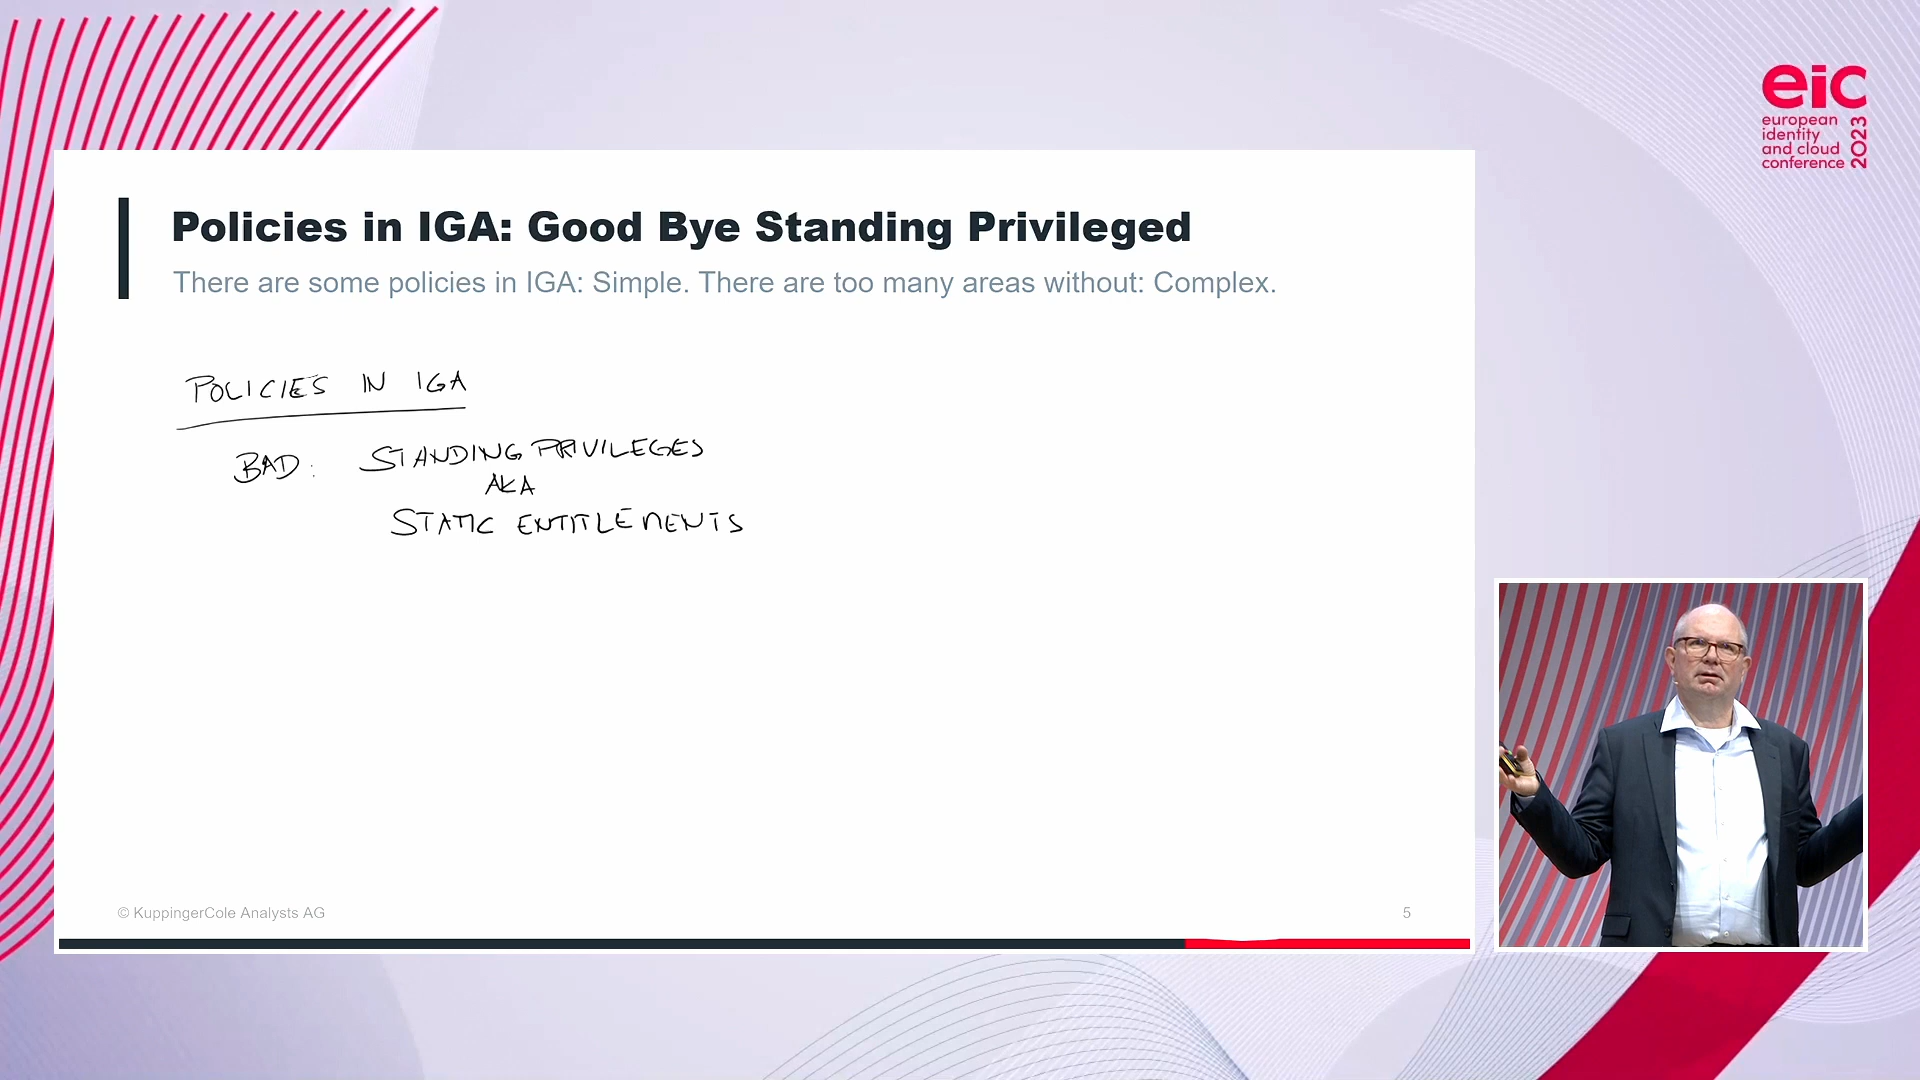 eic
european
identity
and cloud
conference
2023
Policies in IGA: Good Bye Standing Privileged
There are some policies in IGA: Simple. There are too many areas without: Complex.
POLICIES IN IGA
BAD: STANDING PRIVILEGES
AKA
STATIC ENTITLEMENTS
© KuppingerCole Analysts AG
5